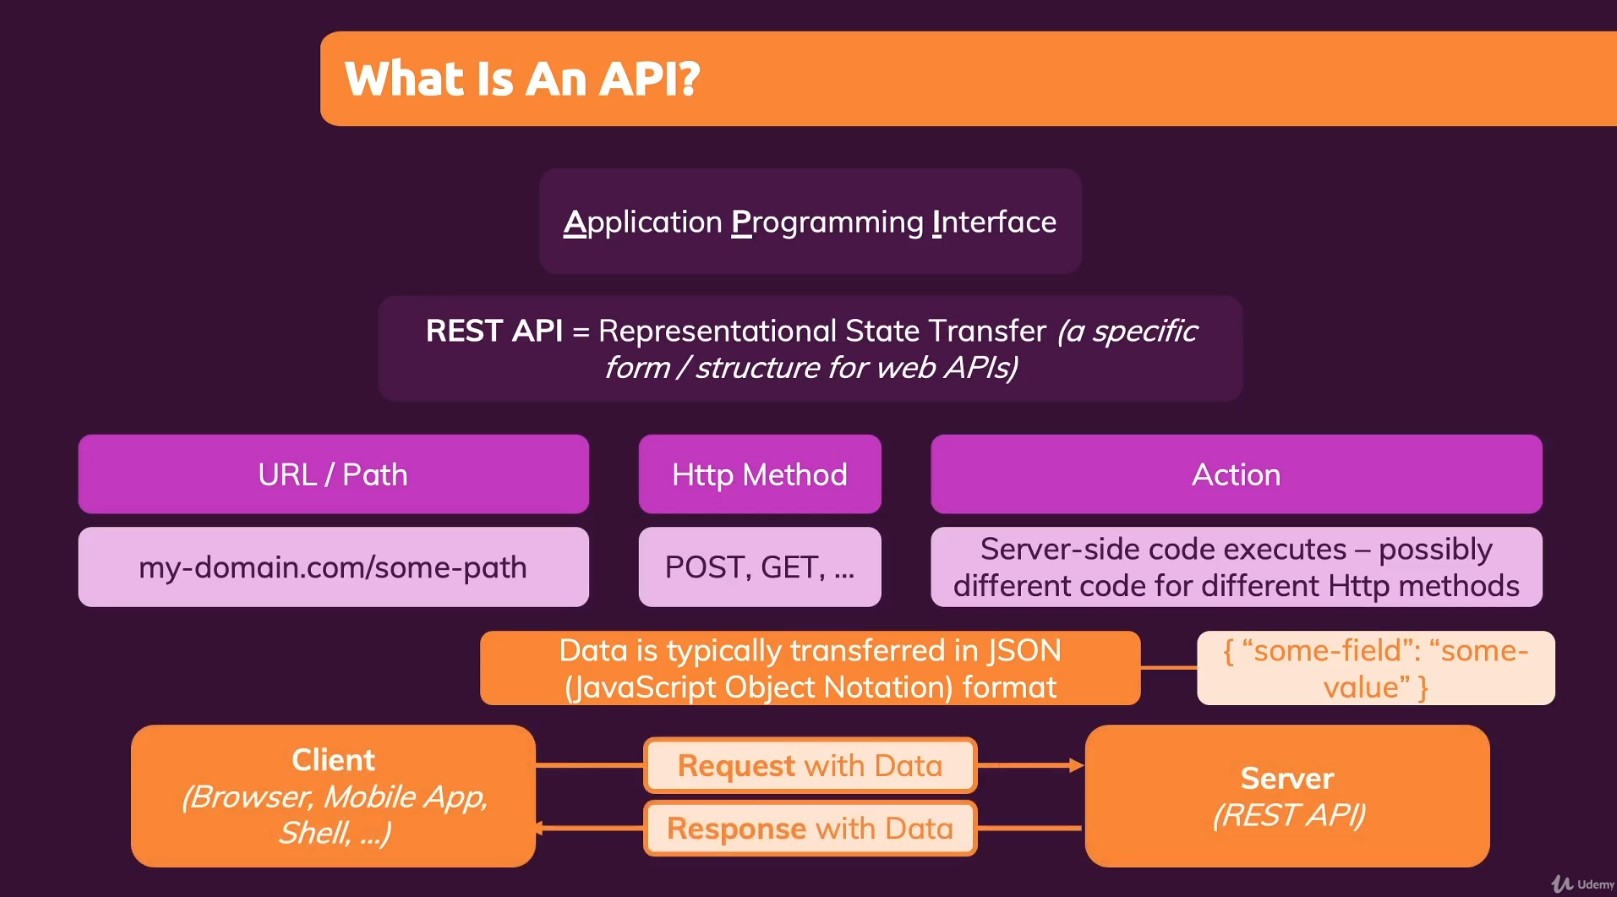 What Is An API?
Application Programming Interface
REST API = Representational State Transfer (a specific
form / structure for web APIs)
URL / Path
Http Method
Action
my-domain.com/some-path
POST, GET, ...
Server-side code executes – possibly
different code for different Http methods
Data is typically transferred in JSON
(JavaScript Object Notation) format
{ “some-field”: “some-
value” }
Client
(Browser, Mobile App,
Shell, ...)
Request with Data
Response with Data
Server
(REST API)
Udemy